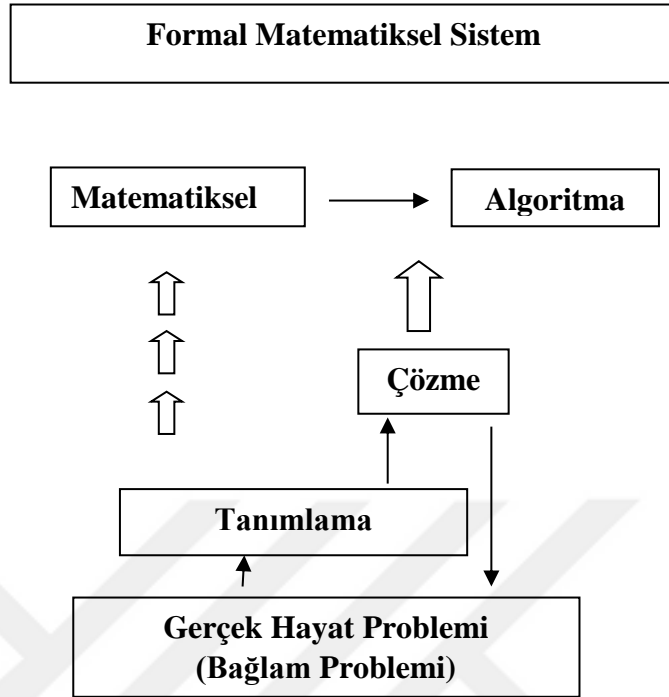 Formal Matematiksel Sistem
Matematiksel
Algoritma
Çözme
Tanımlama
Gerçek Hayat Problemi
(Bağlam Problemi)